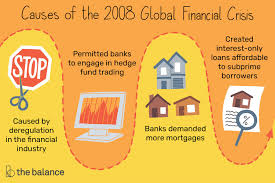 Causes of the 2008 Global Financial Crisis
STOP
Caused by
deregulation
in the financial
industry
Permitted banks
to engage in hedge
fund trading
Banks demanded
more mortgages
Created
interest-only
loans affordable
to subprime
borrowers
the balance